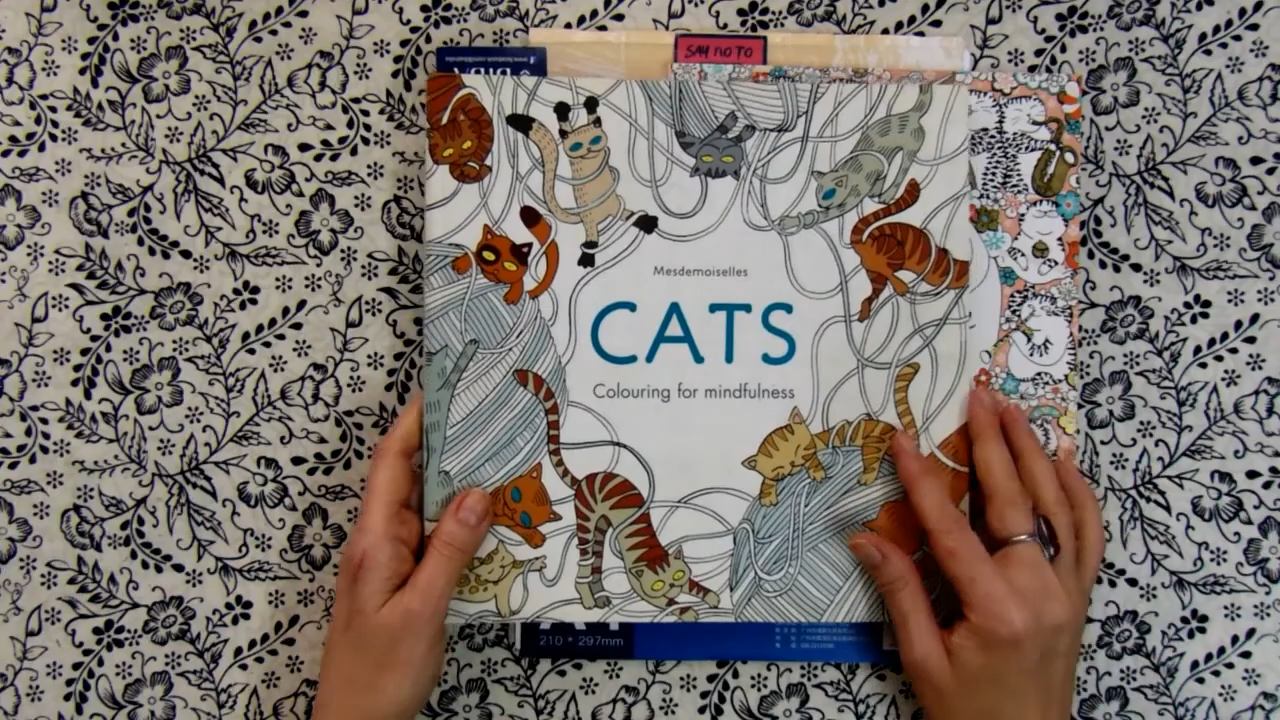 SAY NO TO
Mesdemoiselles
CATS
Colouring for mindfulness
210 * 297mm